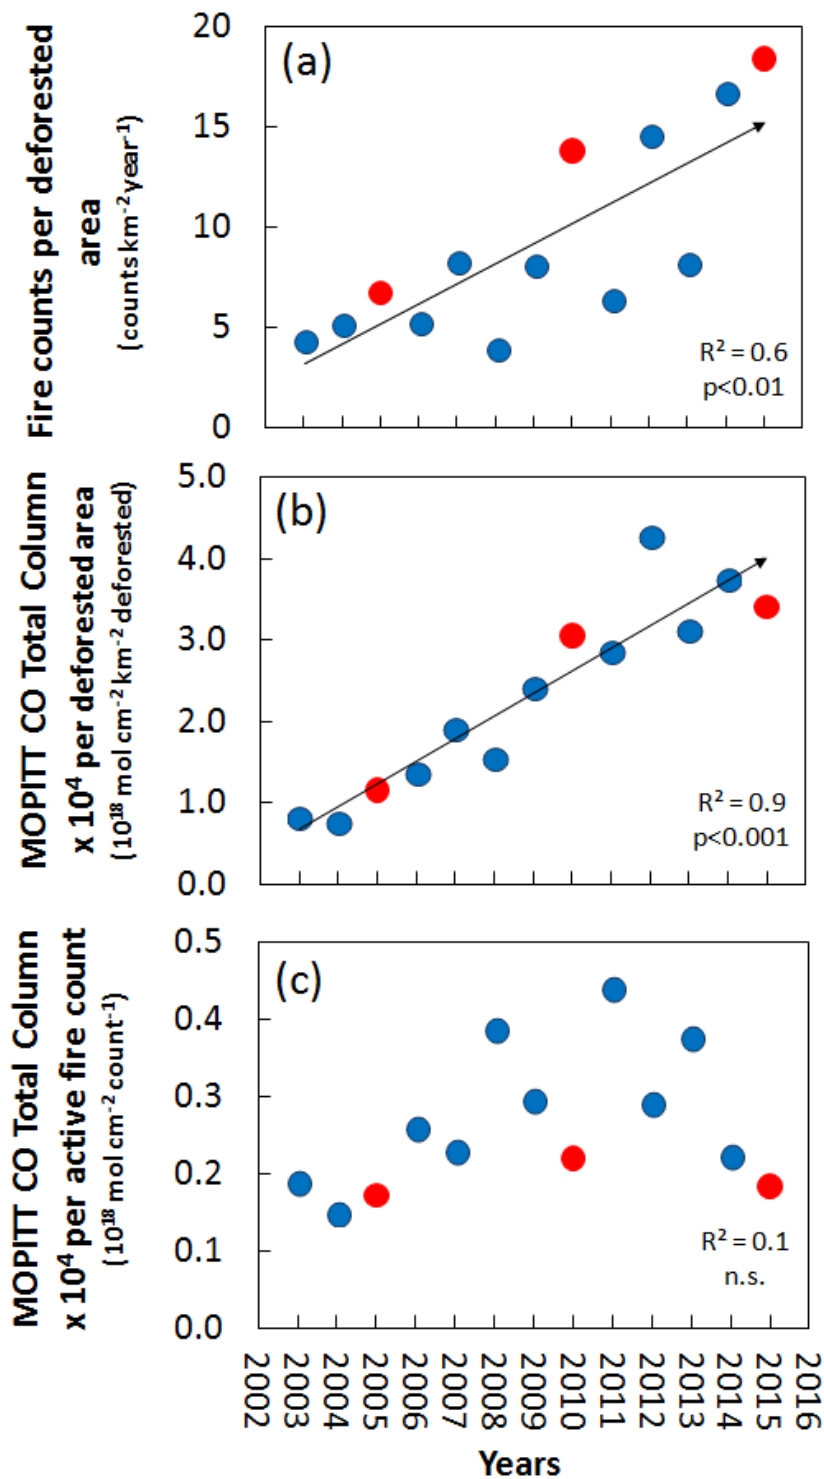 Fire counts per deforested
area
(counts km⁻² year⁻¹)
20
15
10
5
0
(a)
R² = 0.6
p<0.01
MOPITT CO Total Column
x 10⁴ per deforested area
(10¹⁸ mol cm⁻² km⁻² deforested)
5.0
4.0
3.0
2.0
1.0
0.0
(b)
R² = 0.9
p<0.001
MOPITT CO Total Column
x 10⁴ per active fire count
(10¹⁸ mol cm⁻² count⁻¹)
0.5
0.4
0.3
0.2
0.1
0.0
(c)
R² = 0.1
n.s.
2002
2003
2004
2005
2006
2007
2008
2009
2010
2011
2012
2013
2014
2015
2016
Years